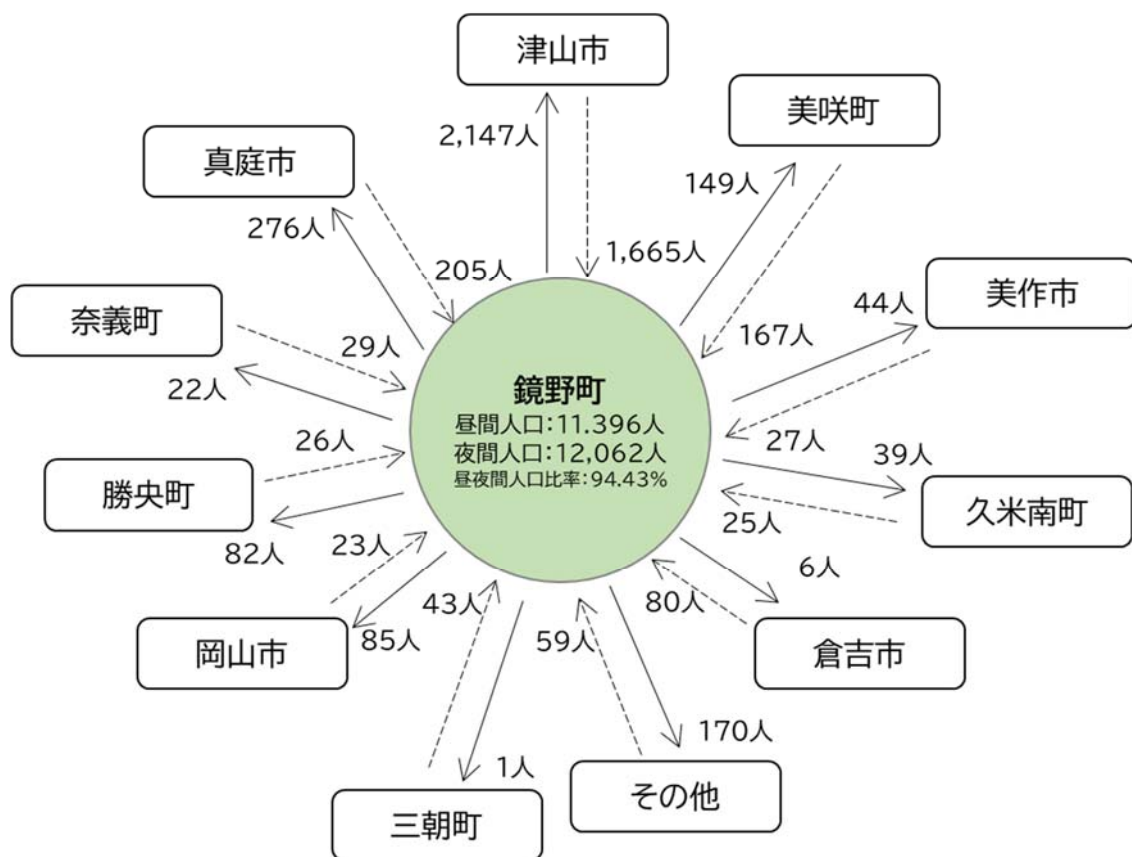 津山市
美咲町
2,147人
真庭市
149人
276人
1,665人
205人
美作市
奈義町
44人
29人
167人
22人
鏡野町
昼間人口:11.396人
夜間人口:12,062人
昼夜間人口比率:94.43%
26人
27人
39人
勝央町
久米南町
25人
82人
23人
6人
43人
80人
85人
59人
岡山市
倉吉市
170人
1人
その他
三朝町